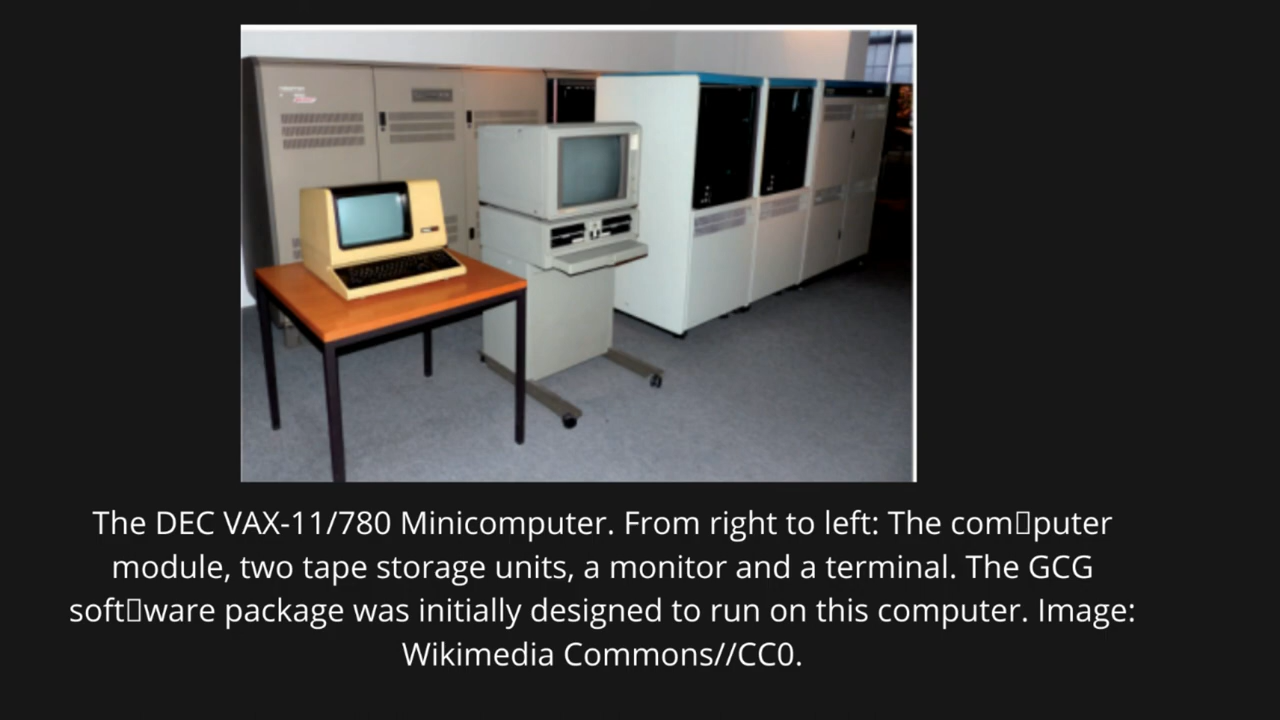 The DEC VAX-11/780 Minicomputer. From right to left: The com▯puter
module, two tape storage units, a monitor and a terminal. The GCG
soft▯ware package was initially designed to run on this computer. Image:
Wikimedia Commons//CC0.